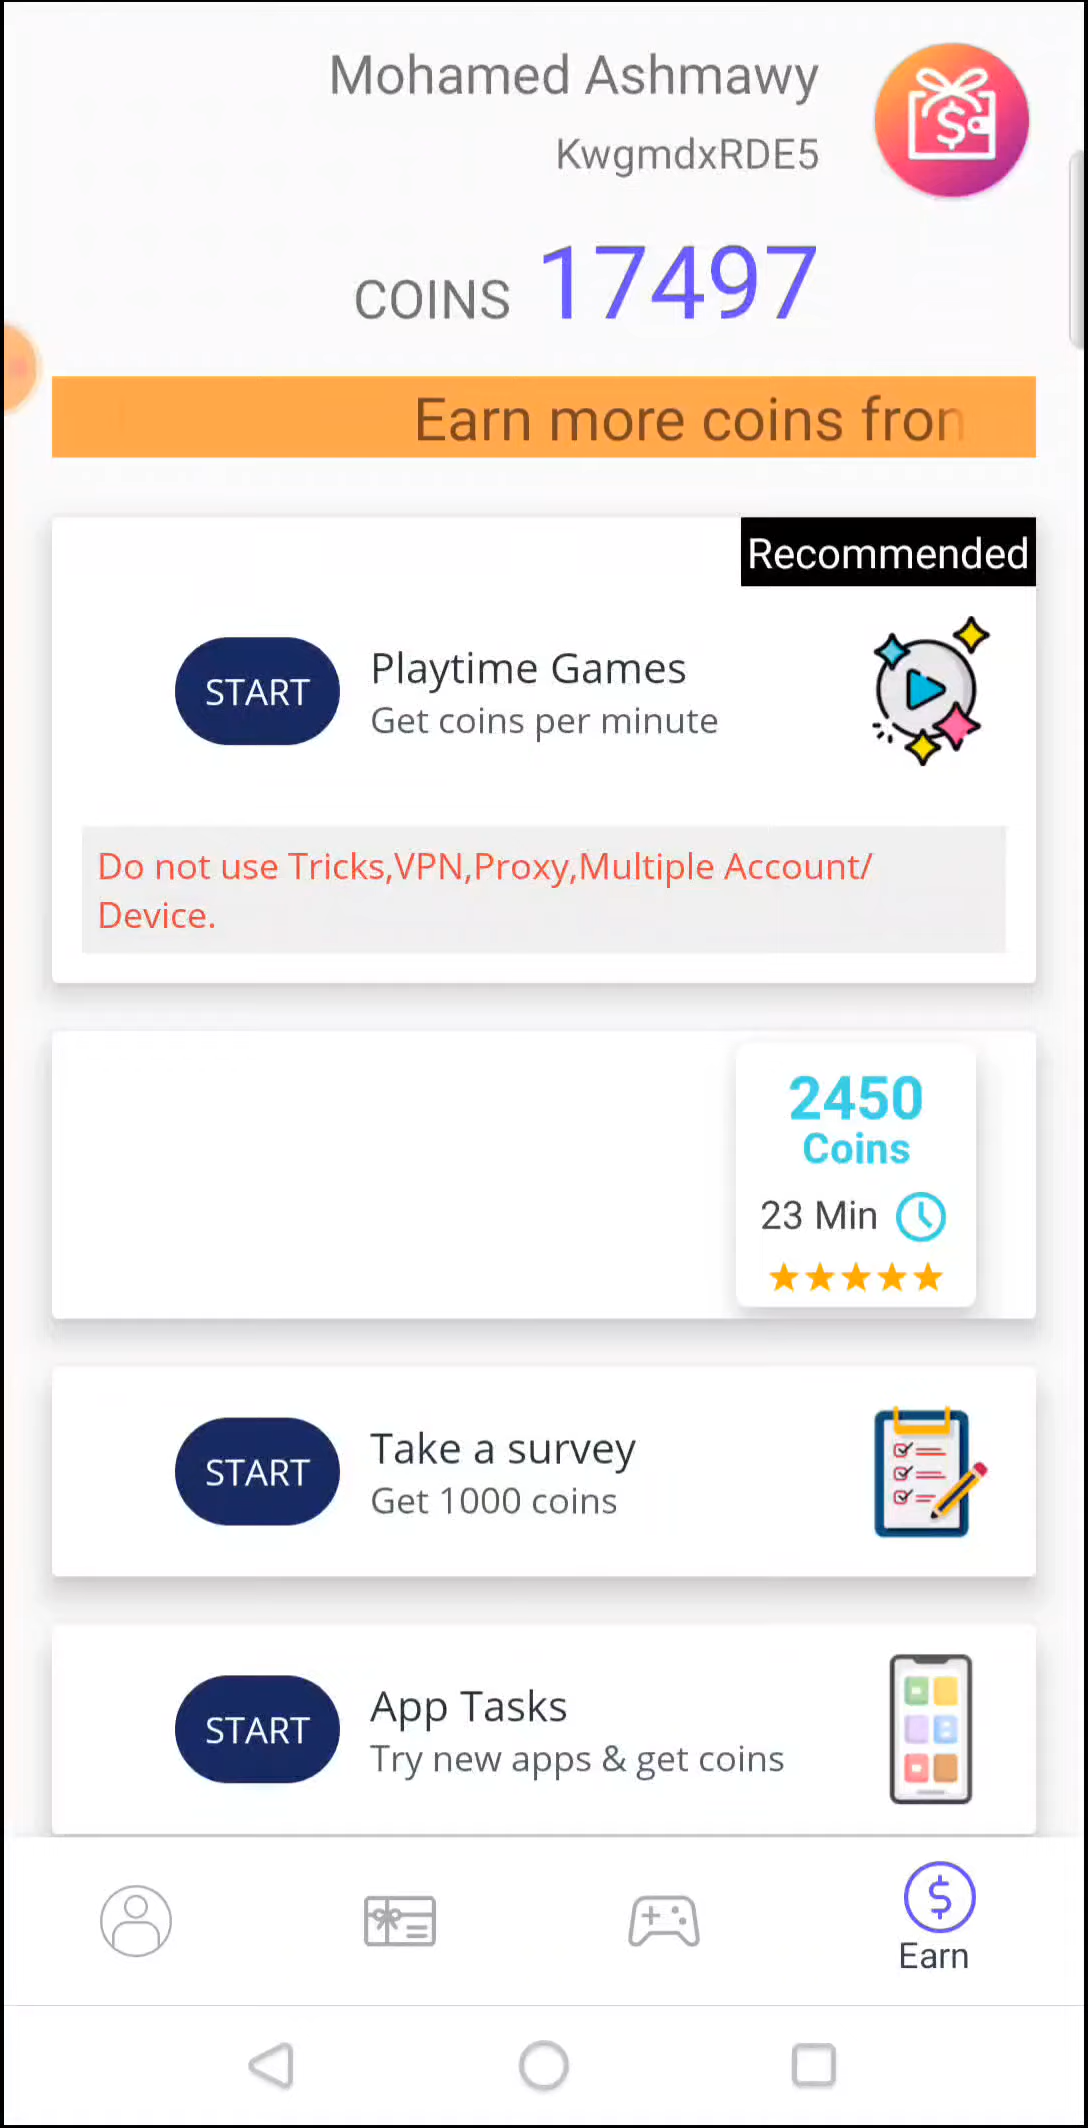 Mohamed Ashmawy
KwgmdxRDE5
COINS 17497
Earn more coins
Recommended
START
Playtime Games
Get coins per minute
Do not use Tricks,VPN,Proxy,Multiple Account/
Device.
2450
Coins
23 Min
START
Take a survey
Get 1000 coins
START
App Tasks
Try new apps & get coins
Earn